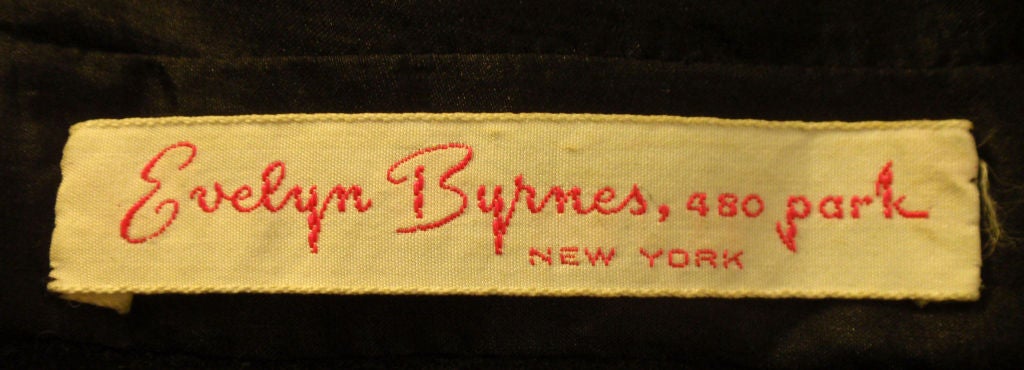 Evelyn Byrnes, 480 park
NEW YORK